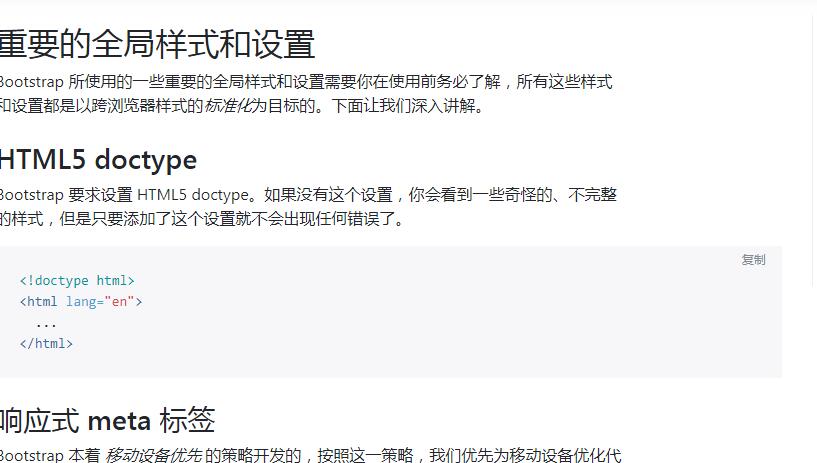 重要的全局样式和设置
Bootstrap 所使用的一些重要的全局样式和设置需要你在使用前务必了解，所有这些样式
和设置都是以跨浏览器样式的标准化为目标的。下面让我们深入讲解。
HTML5 doctype
Bootstrap 要求设置 HTML5 doctype。如果没有这个设置，你会看到一些奇怪的、不完整
的样式，但是只要添加了这个设置就不会出现任何错误了。
复制
<!doctype html>
<html lang="en">
  ...
</html>
响应式 meta 标签
Bootstrap 本着 移动设备优先 的策略开发的，按照这一策略，我们优先为移动设备优化代